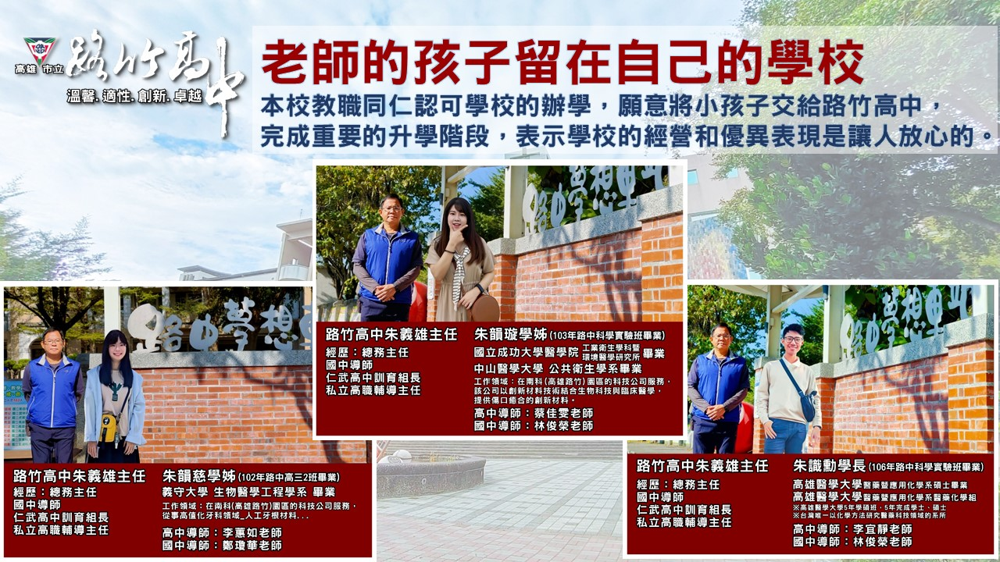 高雄 市立
路竹高中
溫馨.適性.創新.卓越
老師的孩子留在自己的學校
本校教職同仁認可學校的辦學，願意將小孩子交給路竹高中，
完成重要的升學階段，表示學校的經營和優異表現是讓人放心的。
路中夢想
路竹高中朱義雄主任
經歷：總務主任
國中導師
仁武高中訓育組長
私立高職輔導主任
朱韻璇學姊(103年路中科學實驗班畢業)
國立成功大學醫學院 工業衛生學科暨環境醫學研究所 畢業
中山醫學大學 公共衛生學系畢業
工作領域：在南科(高雄路竹)園區的科技公司服務，
該公司以創新材料技術結合生物科技與臨床醫學，
提供傷口癒合的創新材料。
高中導師：蔡佳雯老師
國中導師：林俊榮老師
路中夢想
路竹高中朱義雄主任
經歷：總務主任
國中導師
仁武高中訓育組長
私立高職輔導主任
朱韻慈學姊(102年路中高三2班畢業)
義守大學 生物醫學工程學系 畢業
工作領域：在南科(高雄路竹)園區的科技公司服務，
從事高值化牙科領域_人工牙根材料...
高中導師：李蕙如老師
國中導師：鄭瓊華老師
路中夢想
路竹高中朱義雄主任
經歷：總務主任
國中導師
仁武高中訓育組長
私立高職輔導主任
朱識勳學長(106年路中科學實驗班畢業)
高雄醫學大學醫藥暨應用化學系碩士畢業
高雄醫學大學醫藥暨應用化學系醫藥化學組
※高雄醫學大學5年學碩班，5年完成學士、碩士
※台灣唯一以化學方法研究醫藥科技領域的系所
高中導師：李宜靜老師
國中導師：林俊榮老師